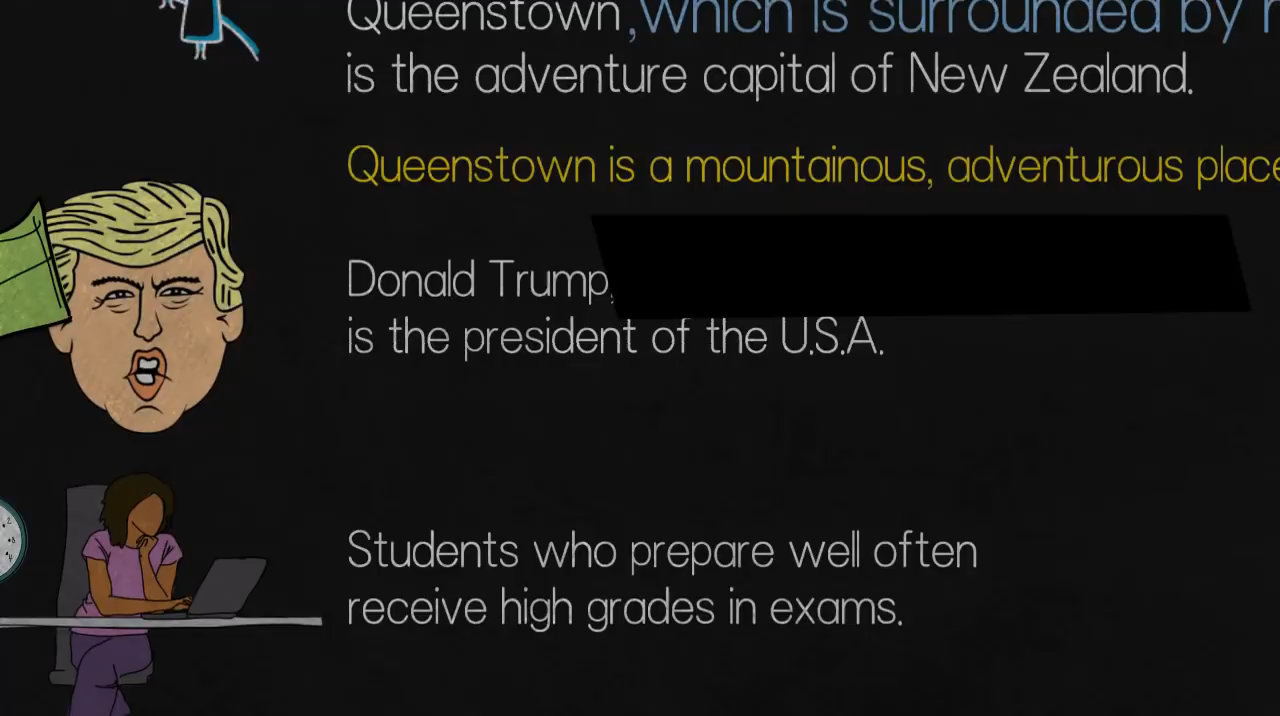 Queenstown, which is surrounded by
is the adventure capital of New Zealand.
Queenstown is a mountainous, adventurous place
Donald Trump,
is the president of the U.S.A.
Students who prepare well often
receive high grades in exams.